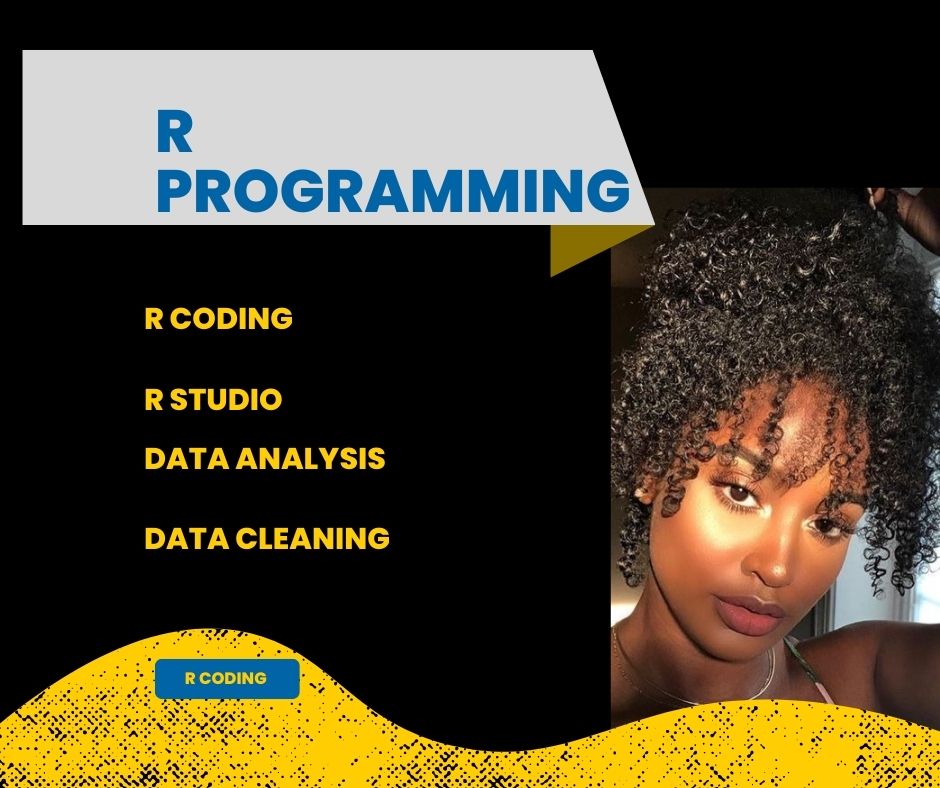 R
PROGRAMMING
R CODING
R STUDIO
DATA ANALYSIS
DATA CLEANING
R CODING